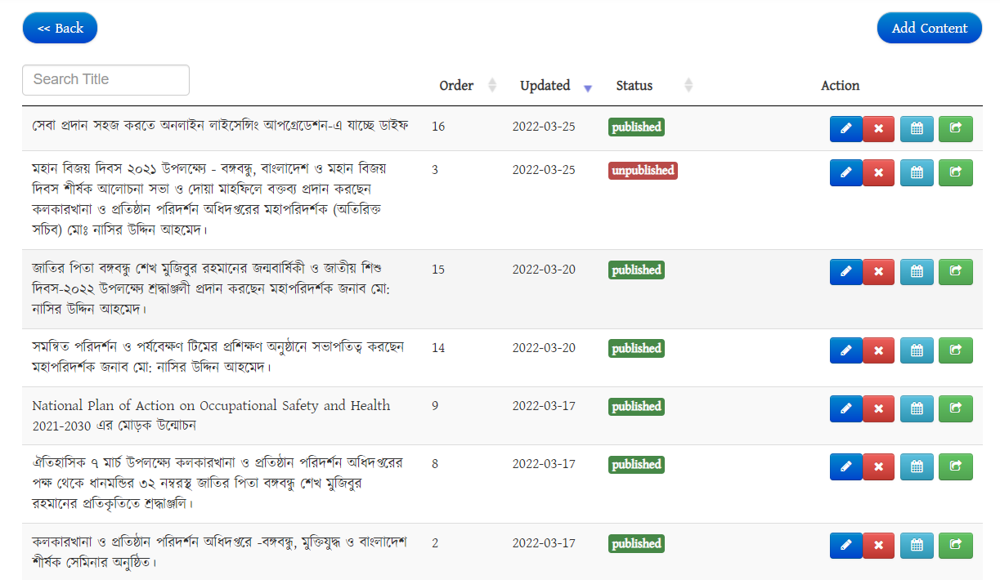 << Back
Add Content
Search Title
Order Updated Status Action
সেবা প্রদান সহজ করতে অনলাইন লাইসেন্সিং আপগ্রেডেশন-এ যাচ্ছে ডাইফ 16 2022-03-25 published
মহান বিজয় দিবস ২০২১ উপলক্ষ্যে - বঙ্গবন্ধু, বাংলাদেশ ও মহান বিজয় 3 2022-03-25 unpublished
দিবস শীর্ষক আলোচনা সভা ও দোয়া মাহফিলে বক্তব্য প্রদান করছেন
কলকারখানা ও প্রতিষ্ঠান পরিদর্শন অধিদপ্তরের মহাপরিদর্শক (অতিরিক্ত
সচিব) মোঃ নাসির উদ্দিন আহমেদ।
জাতির পিতা বঙ্গবন্ধু শেখ মুজিবুর রহমানের জন্মবার্ষিকী ও জাতীয় শিশু 15 2022-03-20 published
দিবস-২০২২ উপলক্ষ্যে শ্রদ্ধাঞ্জলী প্রদান করছেন মহাপরিদর্শক জনাব মো:
নাসির উদ্দিন আহমেদ।
সমন্বিত পরিদর্শন ও পর্যবেক্ষণ টিমের প্রশিক্ষণ অনুষ্ঠানে সভাপতিত্ব করছেন 14 2022-03-20 published
মহাপরিদর্শক জনাব মো: নাসির উদ্দিন আহমেদ।
National Plan of Action on Occupational Safety and Health 9 2022-03-17 published
2021-2030 এর মোড়ক উন্মোচন
ঐতিহাসিক ৭ মার্চ উপলক্ষ্যে কলকারখানা ও প্রতিষ্ঠান পরিদর্শন অধিদপ্তরের 8 2022-03-17 published
পক্ষ থেকে ধানমন্ডির ৩২ নম্বরস্থ জাতির পিতা বঙ্গবন্ধু শেখ মুজিবুর
রহমানের প্রতিকৃতিতে শ্রদ্ধাঞ্জলি।
কলকারখানা ও প্রতিষ্ঠান পরিদর্শন অধিদপ্তরে -বঙ্গবন্ধু, মুক্তিযুদ্ধ ও বাংলাদেশ 2 2022-03-17 published
শীর্ষক সেমিনার অনুষ্ঠিত।